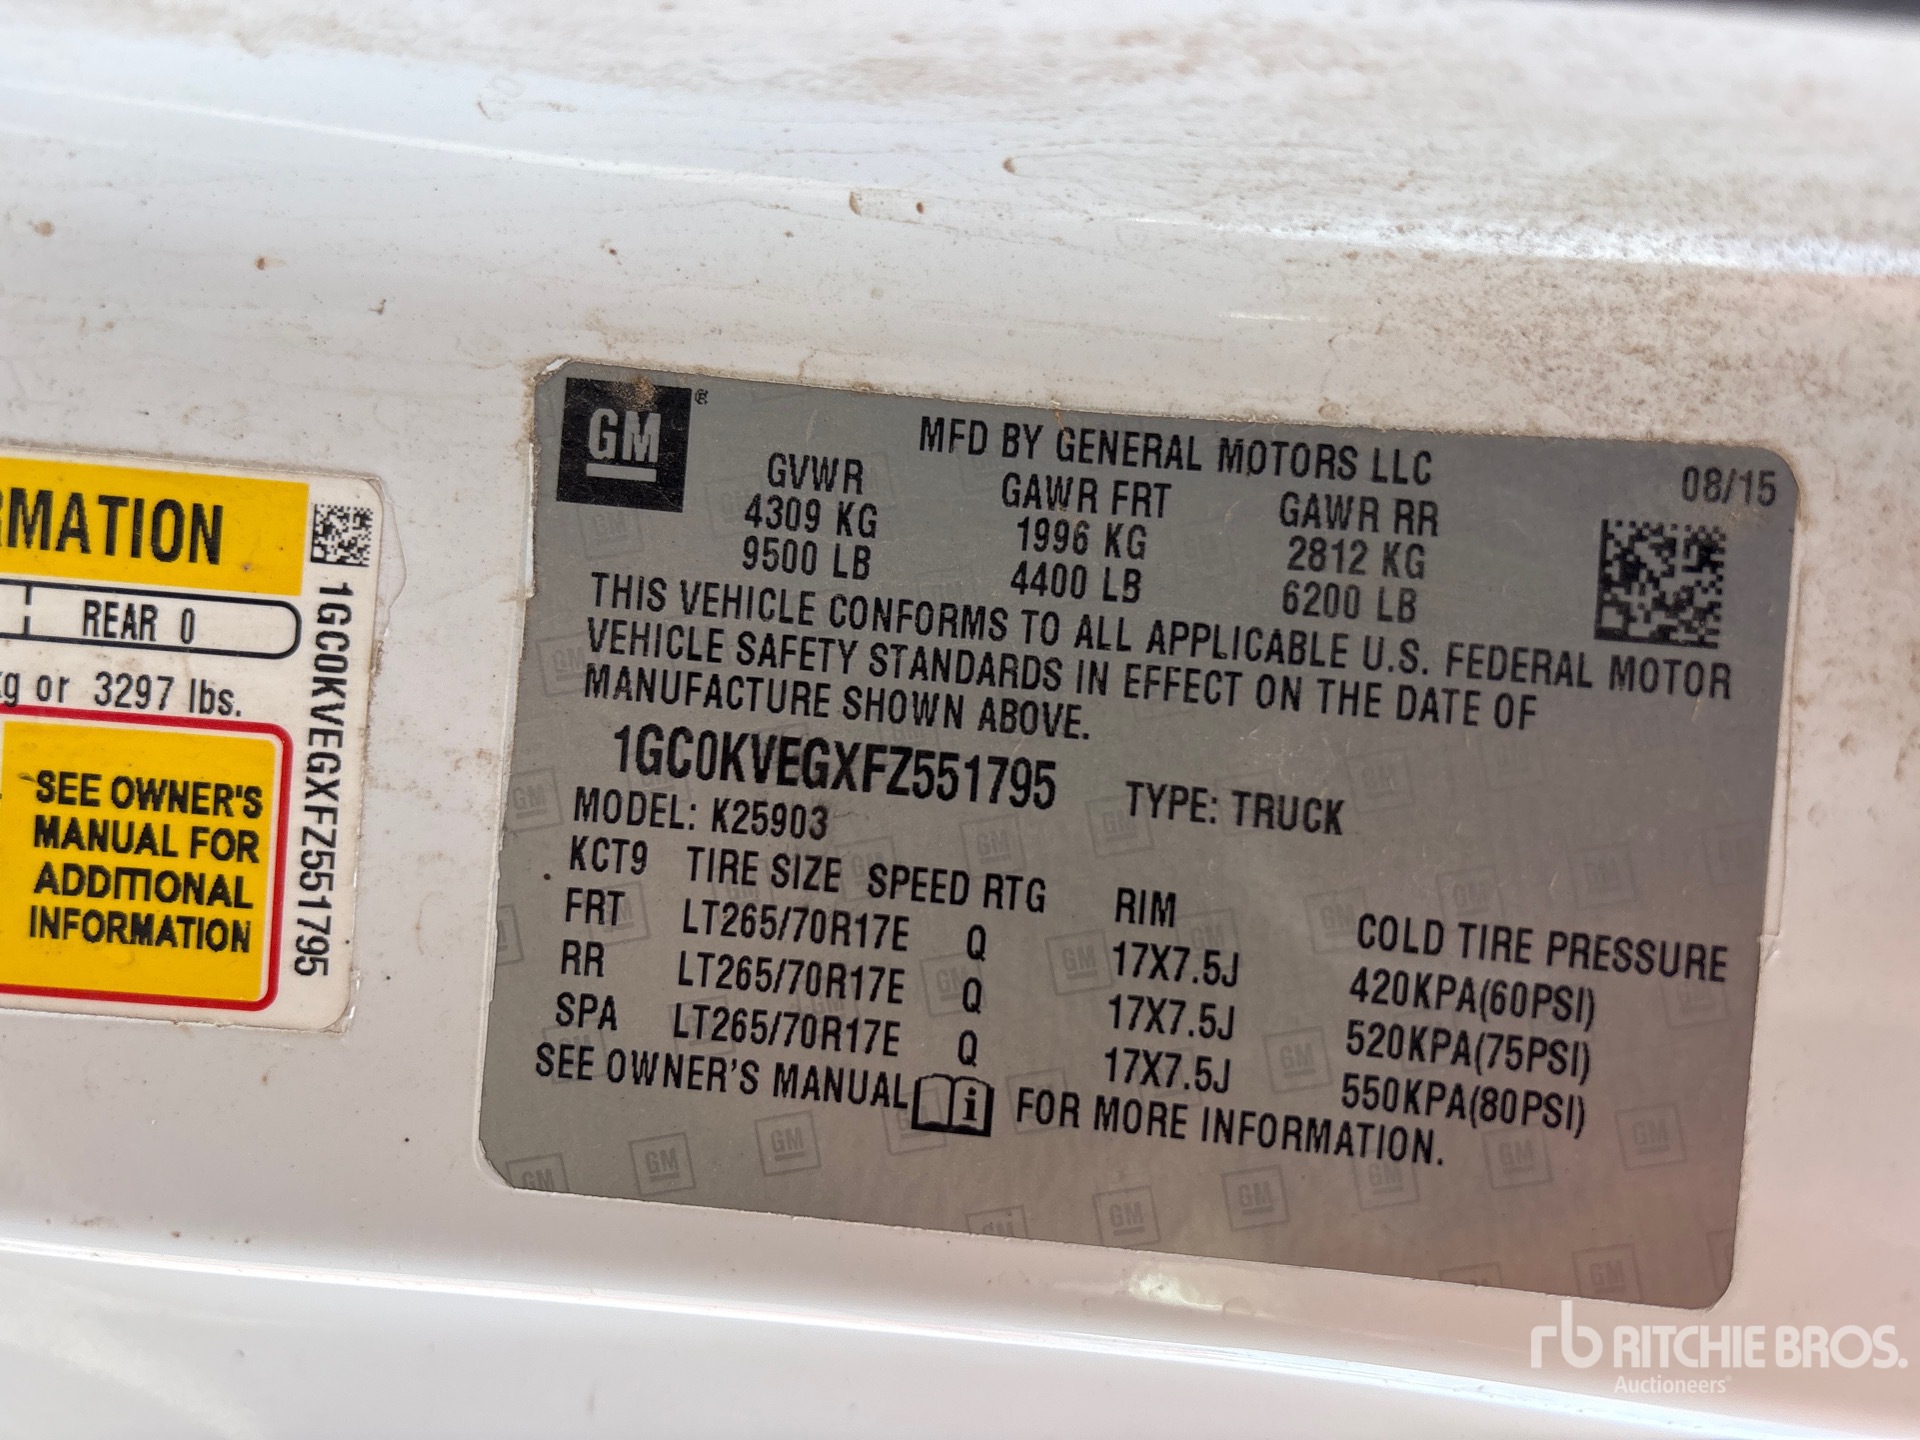 RMATION
REAR 0
kg or 3297 lbs.
SEE OWNER'S
MANUAL FOR
ADDITIONAL
INFORMATION
1GC0KVEGXFZ551795
GM®
MFD BY GENERAL MOTORS LLC
08/15
GVWR GAWR FRT GAWR RR
4309 KG 1996 KG 2812 KG
9500 LB 4400 LB 6200 LB
THIS VEHICLE CONFORMS TO ALL APPLICABLE U.S. FEDERAL MOTOR
VEHICLE SAFETY STANDARDS IN EFFECT ON THE DATE OF
MANUFACTURE SHOWN ABOVE.
1GC0KVEGXFZ551795 TYPE: TRUCK
MODEL: K25903
KCT9 TIRE SIZE SPEED RTG RIM COLD TIRE PRESSURE
FRT LT265/70R17E Q 17X7.5J 420KPA(60PSI)
RR LT265/70R17E Q 17X7.5J 520KPA(75PSI)
SPA LT265/70R17E Q 17X7.5J 550KPA(80PSI)
SEE OWNER'S MANUAL i FOR MORE INFORMATION.
rb RITCHIE BROS.
Auctioneers